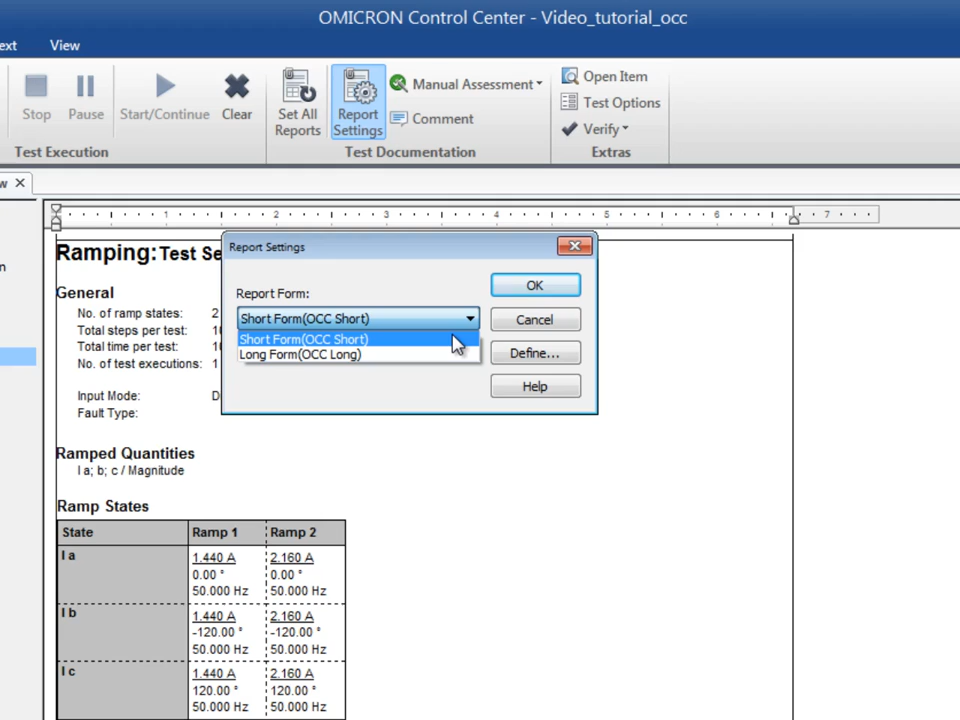 OMICRON Control Center - Video_tutorial_occ
ext View
Stop Pause Start/Continue Clear
Set All Reports
Report Settings
Manual Assessment
Comment
Open Item
Test Options
Verify
Test Execution Test Documentation Extras
w
1 2 3 4 5 6 7
n
Ramping: Test Se
Report Settings
Report Form:
Short Form(OCC Short)
Short Form(OCC Short)
Long Form(OCC Long)
OK
Cancel
Define...
Help
General
No. of ramp states: 2
Total steps per test: 10
Total time per test: 10
No. of test executions: 1
Input Mode: D
Fault Type:
Ramped Quantities
I a; b; c / Magnitude
Ramp States
State Ramp 1 Ramp 2
I a 1.440 A 2.160 A
0.00 ° 0.00 °
50.000 Hz 50.000 Hz
I b 1.440 A 2.160 A
-120.00 ° -120.00 °
50.000 Hz 50.000 Hz
I c 1.440 A 2.160 A
120.00 ° 120.00 °
50.000 Hz 50.000 Hz